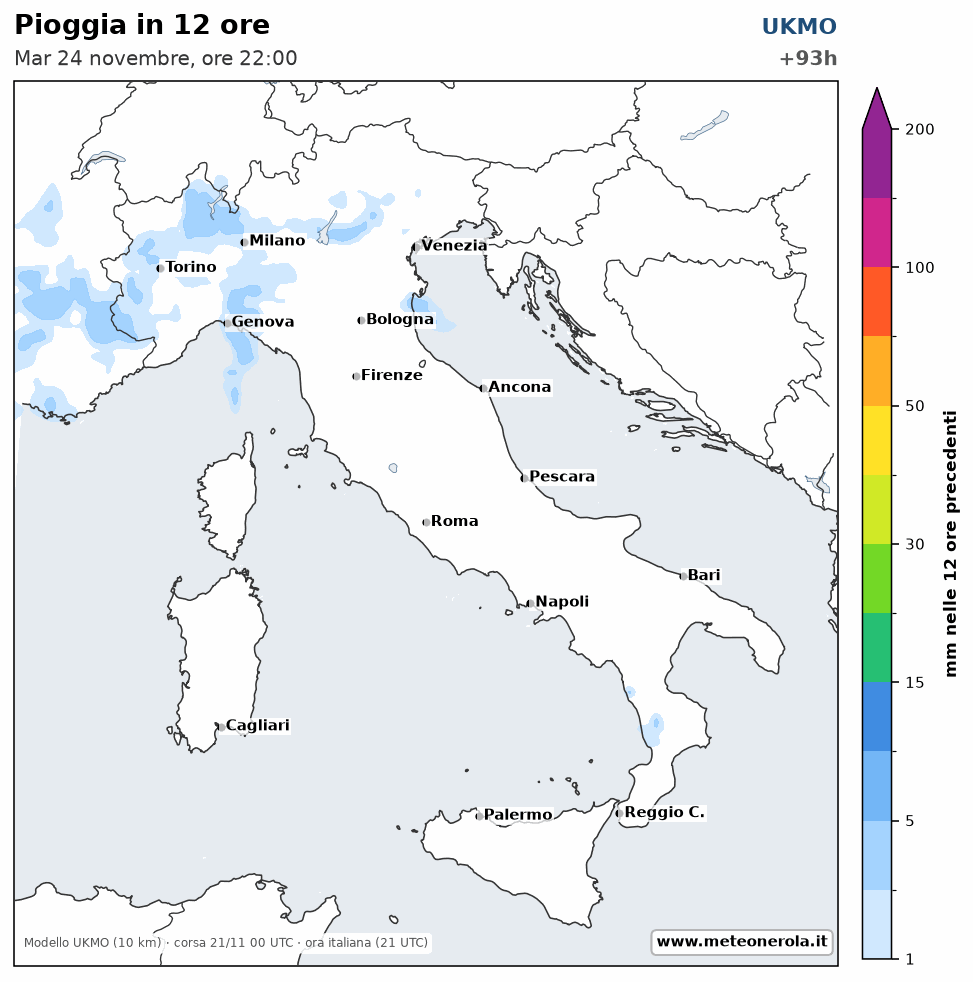 Pioggia in 12 ore
UKMO
Mar 24 novembre, ore 22:00
+93h
Milano
Venezia
Torino
Genova
Bologna
Firenze
Ancona
Pescara
Roma
Bari
Napoli
Cagliari
Palermo
Reggio C.
200
100
50
30
15
5
1
mm nelle 12 ore precedenti
Modello UKMO (10 km) · corsa 21/11 00 UTC · ora italiana (21 UTC)
www.meteonerola.it